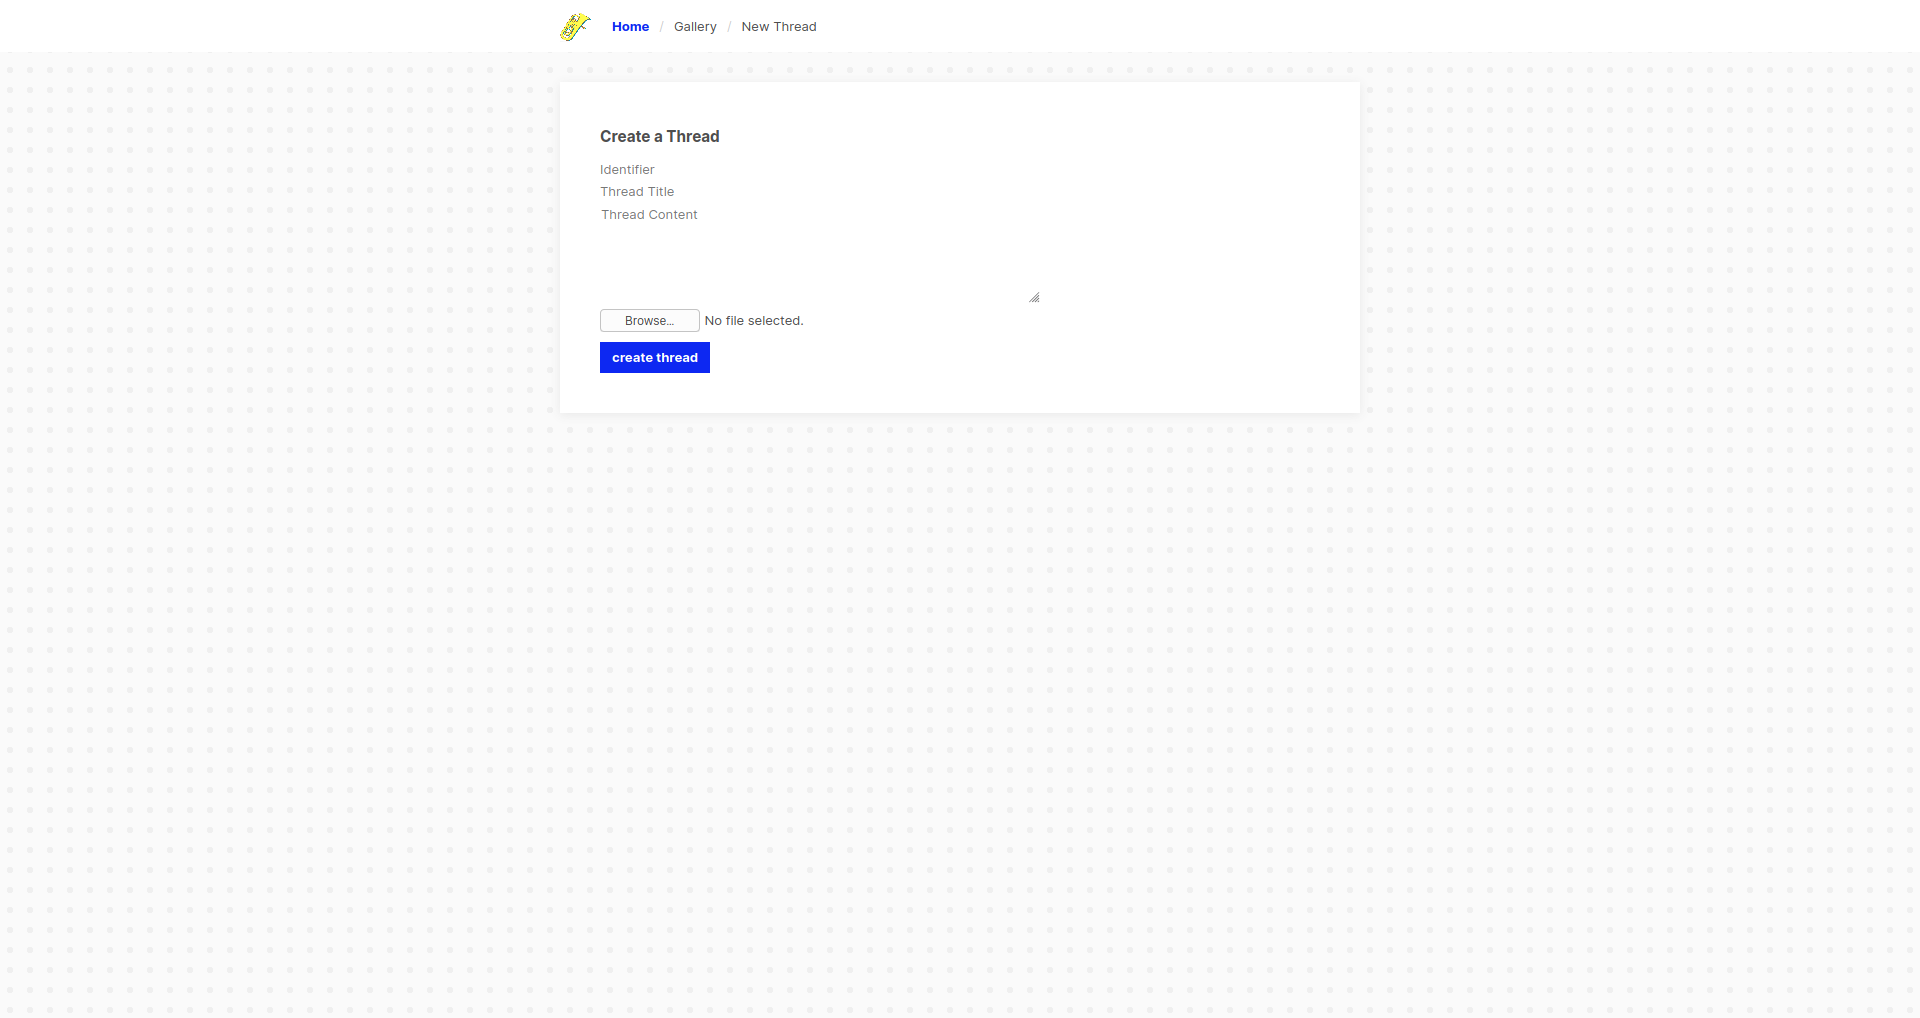 Home / Gallery / New Thread
Create a Thread
Identifier
Thread Title
Thread Content
Browse... No file selected.
create thread